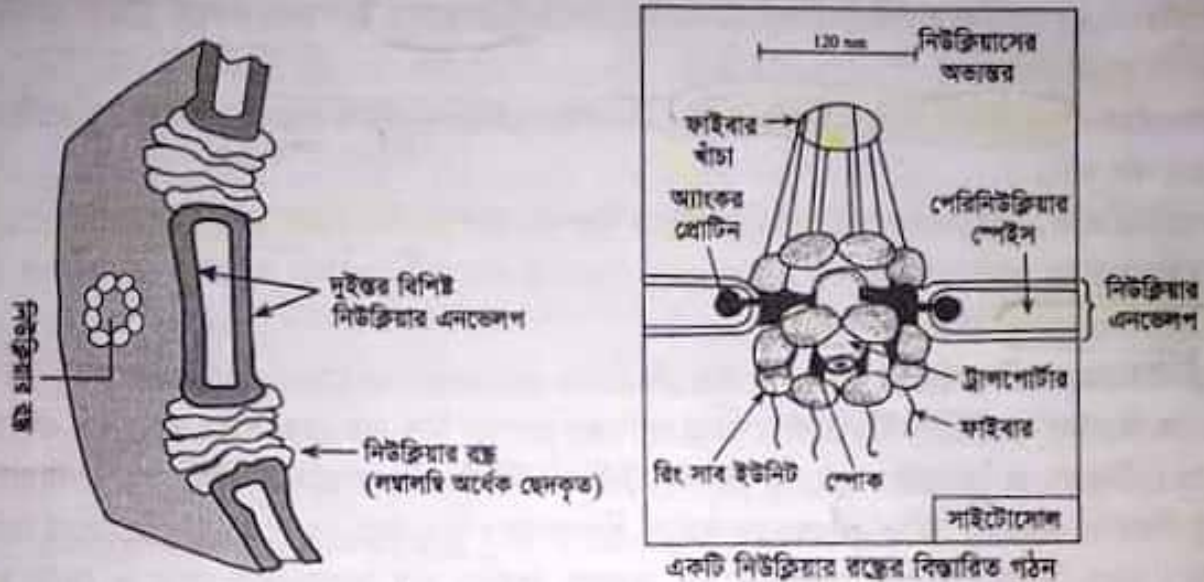 নিউক্লিয়ার রন্ধ্র
দুইস্তর বিশিষ্ট
নিউক্লিয়ার এনভেলপ
নিউক্লিয়ার রন্ধ্র
(লম্বালম্বি অর্ধেক ছেদকৃত)
120 nm
নিউক্লিয়াসের
অভ্যন্তর
ফাইবার
খাঁচা
অ্যাংকর
প্রোটিন
পেরিনিউক্লিয়ার
স্পেইস
নিউক্লিয়ার
এনভেলপ
ট্রান্সপোর্টার
ফাইবার
রিং সাব ইউনিট
স্পোক
সাইটোসোল
একটি নিউক্লিয়ার রন্ধ্রের বিস্তারিত গঠন